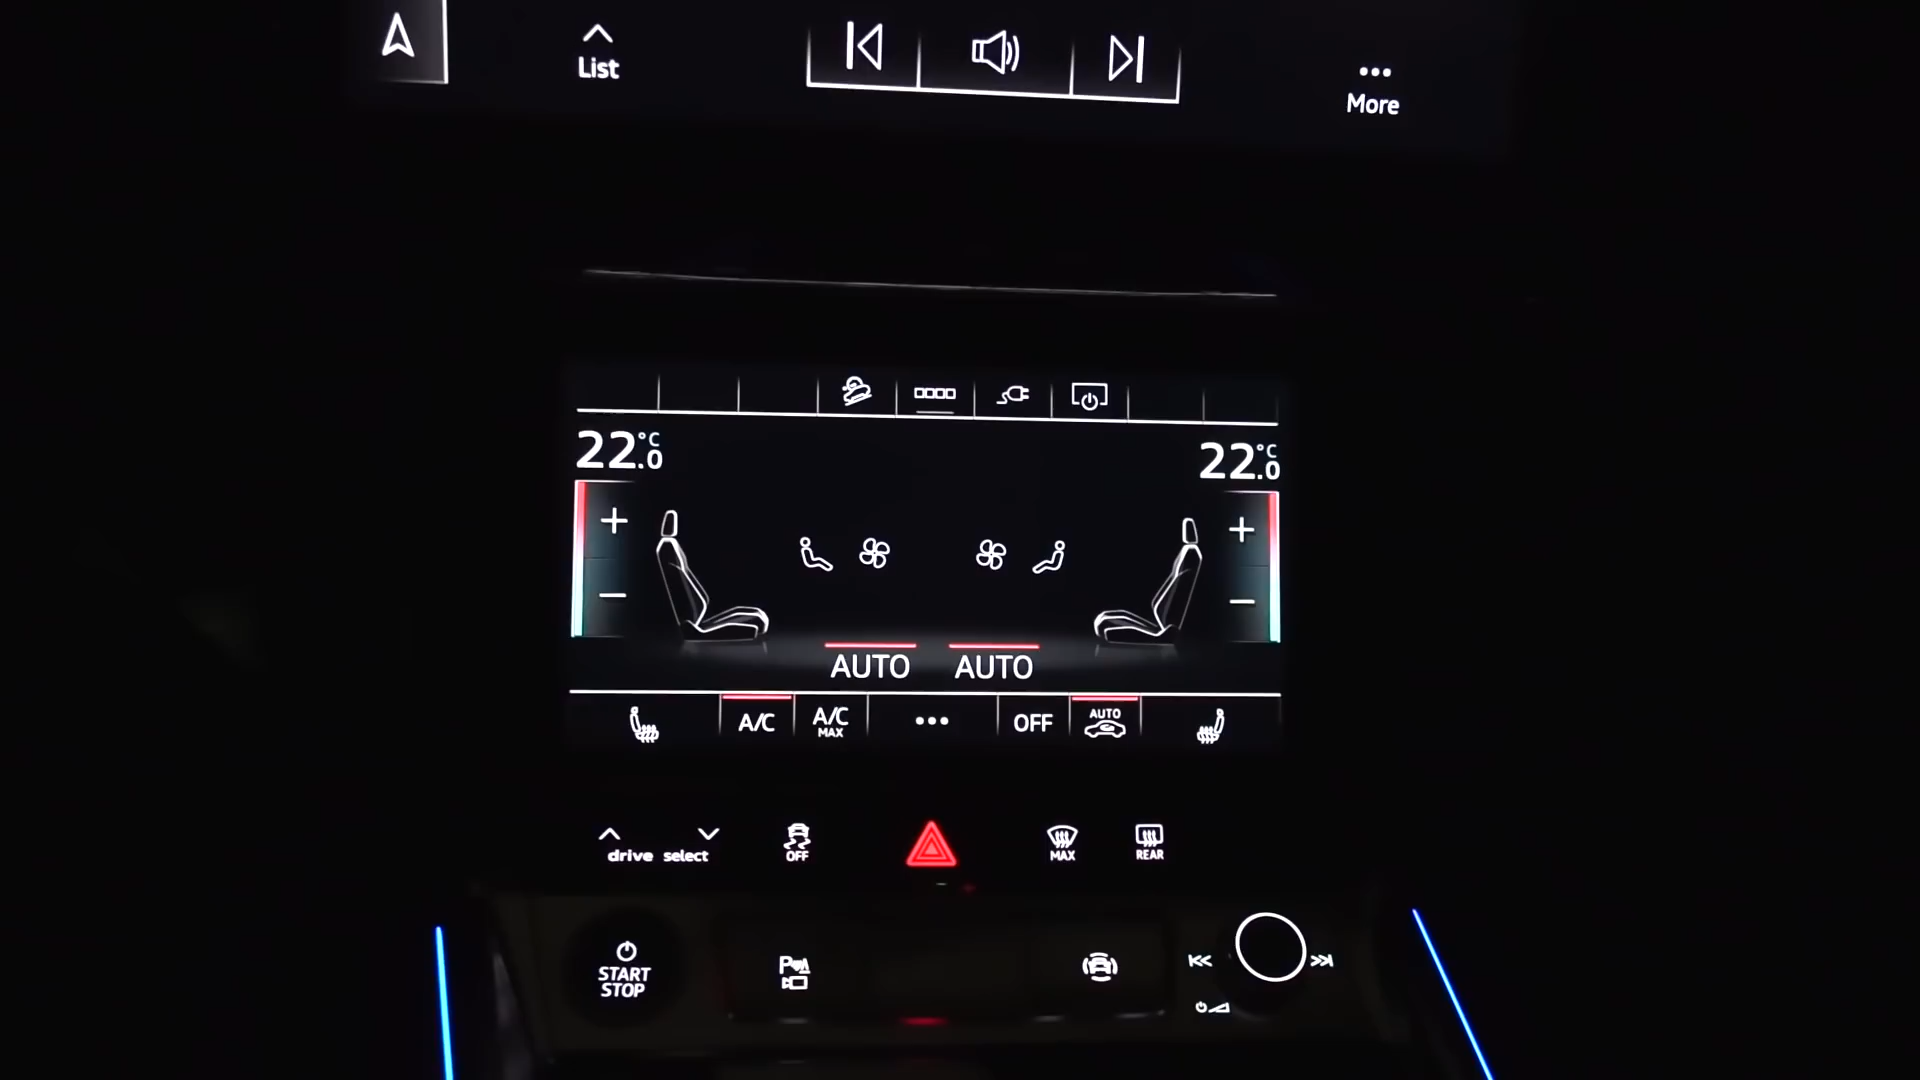 List
More
22.0 °C
22.0 °C
AUTO
AUTO
A/C
A/C
MAX
OFF
AUTO
drive select
OFF
MAX
REAR
START
STOP
P